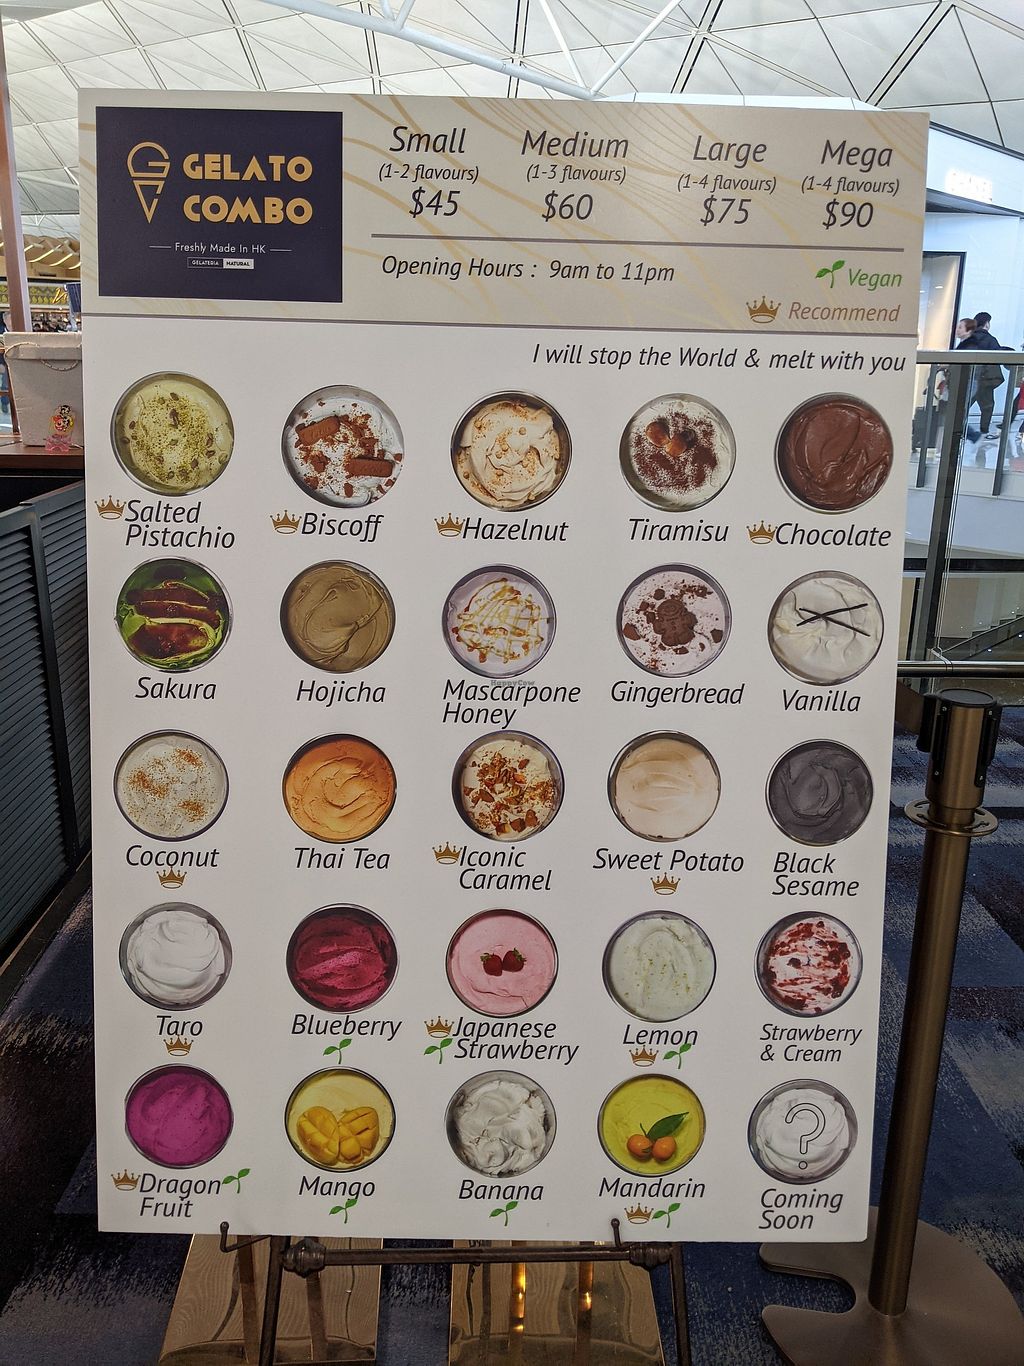 GELATO
COMBO
Freshly Made In HK
GELATERIA NATURAL
Small
(1-2 flavours)
$45
Medium
(1-3 flavours)
$60
Large
(1-4 flavours)
$75
Mega
(1-4 flavours)
$90
Opening Hours : 9am to 11pm
Vegan
Recommend
I will stop the World & melt with you
Salted
Pistachio
Biscoff
Hazelnut
Tiramisu
Chocolate
Sakura
Hojicha
HappyCow
Mascarpone
Honey
Gingerbread
Vanilla
Coconut
Thai Tea
Iconic
Caramel
Sweet Potato
Black
Sesame
Taro
Blueberry
Japanese
Strawberry
Lemon
Strawberry
& Cream
Dragon
Fruit
Mango
Banana
Mandarin
?
Coming
Soon